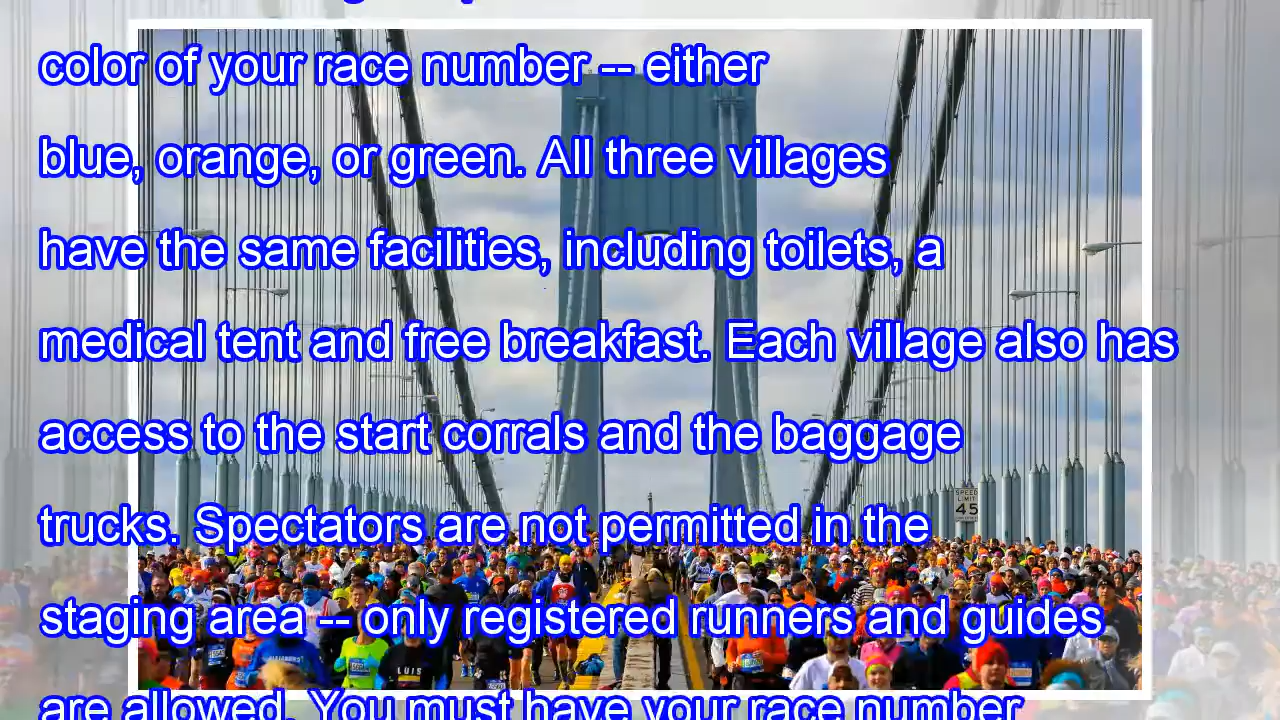 color of your race number -- either
blue, orange, or green. All three villages
have the same facilities, including toilets, a
medical tent and free breakfast. Each village also has
access to the start corrals and the baggage
trucks. Spectators are not permitted in the
SPEED
LIMIT
45
staging area -- only registered runners and guides
LUIS
are allowed. You must have your race number